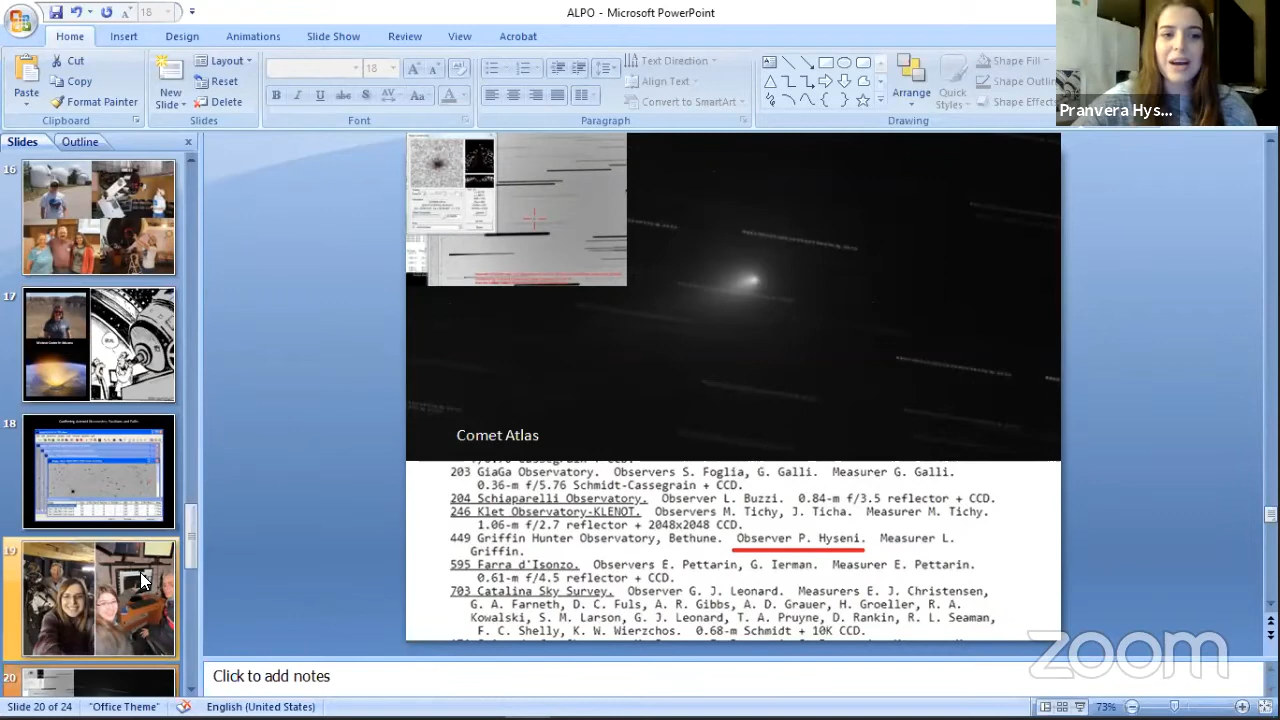 18
ALPO - Microsoft PowerPoint
Home Insert Design Slide Show Animations Review View Acrobat
Paste
Cut
Copy
Format Painter
Clipboard
New Slide
Layout
Reset
Delete
Slides
18
B I U abc AV Aa A
Paragraph
Text Direction
Align Text
Convert to SmartArt
Arrange
Quick Styles
Shape Fill
Drawing
Pranvera Hys...
Slides Outline
16
17
18
19
20
Comet Atlas
203 GiaGa Observatory. Observers S. Foglia, G. Galli. Measurer G. Galli.
0.36-m f/5.76 Schmidt-Cassegrain + CCD.
204 Schiaparelli Observatory. Observer L. Buzzi. 0.84-m f/3.5 reflector + CCD.
246 Klet Observatory-KLENOT. Observers M. Tichy, J. Ticha. Measurer M. Tichy.
1.06-m f/2.7 reflector + 2048x2048 CCD.
449 Griffin Hunter Observatory, Bethune. Observer P. Hyseni. Measurer L.
Griffin.
595 Farra d'Isonzo. Observers E. Pettarin, G. Ierman. Measurer E. Pettarin.
0.61-m f/4.5 reflector + CCD.
703 Catalina Sky Survey. Observer G. J. Leonard. Measurers E. J. Christensen,
G. A. Farneth, D. C. Fuls, A. R. Gibbs, A. D. Grauer, H. Groeller, R. A.
Kowalski, S. M. Larson, G. J. Leonard, T. A. Pruyne, D. Rankin, R. L. Seaman,
F. C. Shelly, K. W. Wierzchos. 0.68-m Schmidt + 10K CCD.
zoom
Click to add notes
Slide 20 of 24 "Office Theme" English (United States) 73%